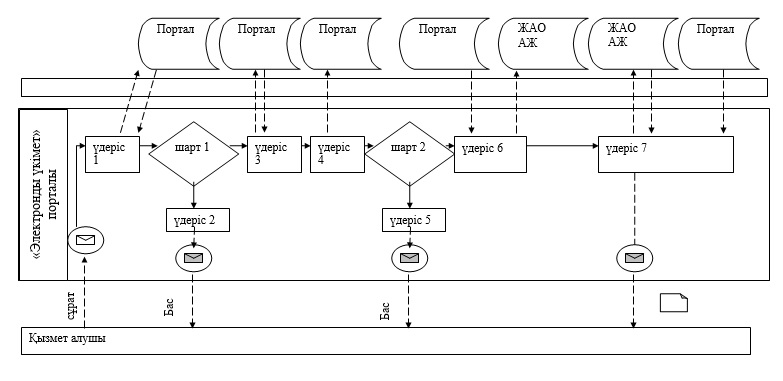 Портал
Портал
Портал
Портал
ЖАО
АЖ
ЖАО
АЖ
Портал
«Электронды үкімет»
порталы
үдеріс
1
шарт 1
үдеріс
3
үдеріс
4
шарт 2
үдеріс 6
үдеріс 7
үдеріс 2
үдеріс 5
сұрат
Бас
Бас
Қызмет алушы